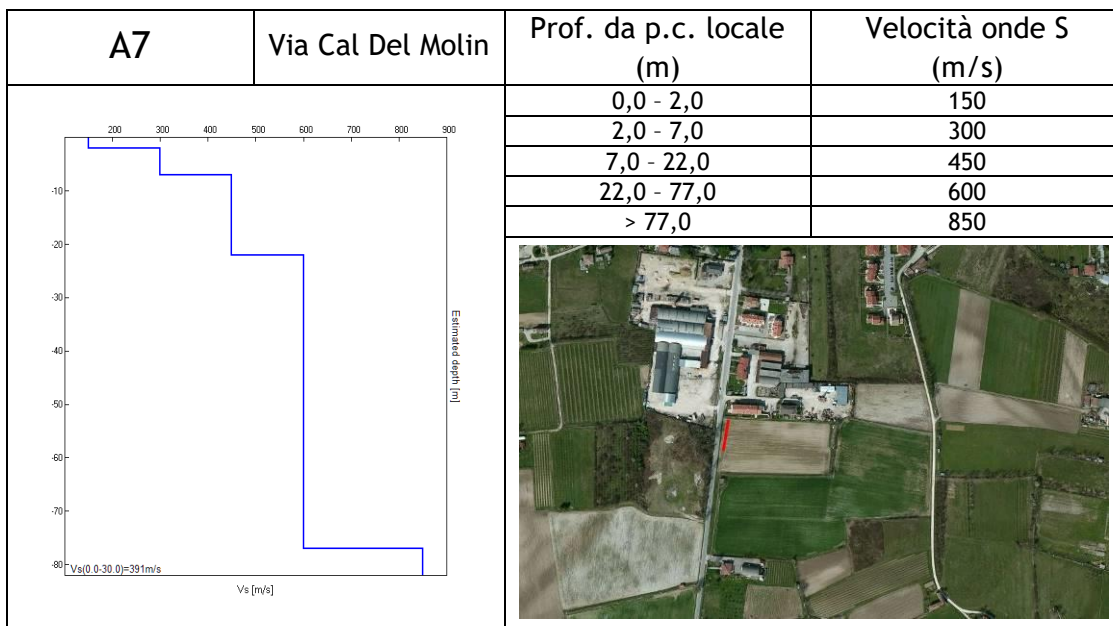 A7
Via Cal Del Molin
Prof. da p.c. locale
(m)
Velocità onde S
(m/s)
0,0 – 2,0 150
2,0 – 7,0 300
7,0 – 22,0 450
22,0 – 77,0 600
> 77,0 850
200 300 400 500 600 700 800 900
-10
-20
-30
-40
-50
-60
-70
-80
Estimated depth [m]
Vs(0.0-30.0)=391m/s
Vs [m/s]